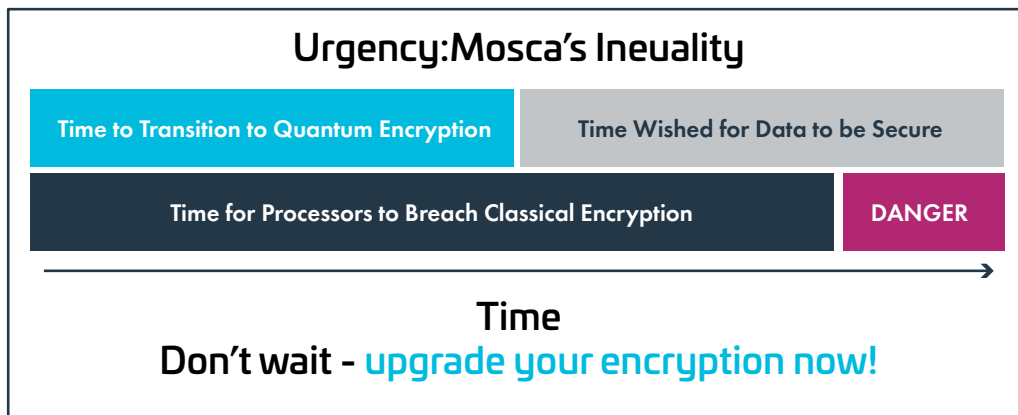 Urgency:Mosca's Ineuality
Time to Transition to Quantum Encryption
Time Wished for Data to be Secure
Time for Processors to Breach Classical Encryption
DANGER
Time
Don't wait - upgrade your encryption now!